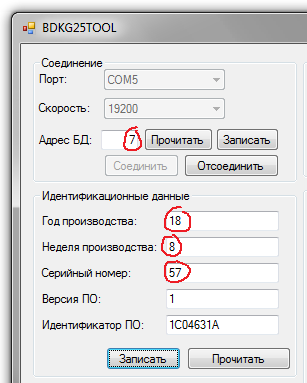 BDKG25TOOL
Соединение
Порт: COM5
Скорость: 19200
Адрес БД: 7 Прочитать Записать
Соединить Отсоединить
Идентификационные данные
Год производства: 18
Неделя производства: 8
Серийный номер: 57
Версия ПО: 1
Идентификатор ПО: 1C04631A
Записать Прочитать